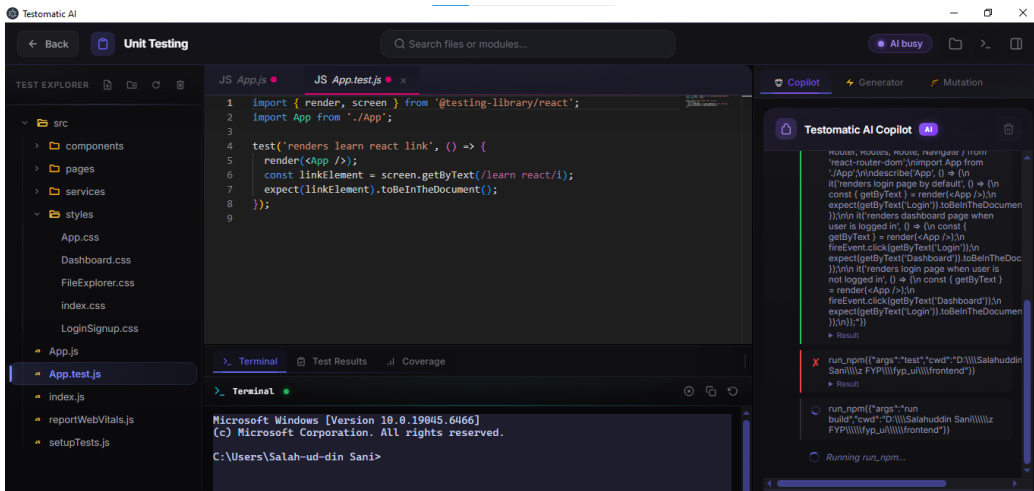 Testomatic AI
← Back
Unit Testing
Search files or modules...
AI busy
TEST EXPLORER
src
components
pages
services
styles
App.css
Dashboard.css
FileExplorer.css
index.css
LoginSignup.css
App.js
App.test.js
index.js
reportWebVitals.js
setupTests.js
JS App.js
JS App.test.js ×
1 import { render, screen } from '@testing-library/react';
2 import App from './App';
3
4 test('renders learn react link', () => {
5 render(<App />);
6 const linkElement = screen.getByText(/learn react/i);
7 expect(linkElement).toBeInTheDocument();
8 });
9
>_ Terminal
Test Results
Coverage
>_ Terminal
Microsoft Windows [Version 10.0.19045.6466]
(c) Microsoft Corporation. All rights reserved.
C:\Users\Salah-ud-din Sani>
Copilot
Generator
Mutation
Testomatic AI Copilot AI
Router, Routes, Route, Navigate } from
'react-router-dom';\nimport App from
'./App';\n\ndescribe('App', () => {\n
it('renders login page by default', () => {\n
const { getByText } = render(<App />);\n
expect(getByText('Login')).toBeInTheDocumen
});\n\n it('renders dashboard page when
user is logged in', () => {\n const {
getByText } = render(<App />);\n
fireEvent.click(getByText('Login'));\n
expect(getByText('Dashboard')).toBeInTheDoc
});\n\n it('renders login page when user is
not logged in', () => {\n const { getByText }
= render(<App />);\n
fireEvent.click(getByText('Dashboard'));\n
expect(getByText('Login')).toBeInTheDocumen
});\n});"})
Result
run_npm({"args":"test","cwd":"D:\\\\Salahuddin
Sani\\\\z FYP\\\\fyp_ui\\\\frontend"})
Result
run_npm({"args":"run
build","cwd":"D:\\\\Salahuddin Sani\\\\\\z
FYP\\\\\\fyp_ui\\\\\\frontend"})
Running run_npm...